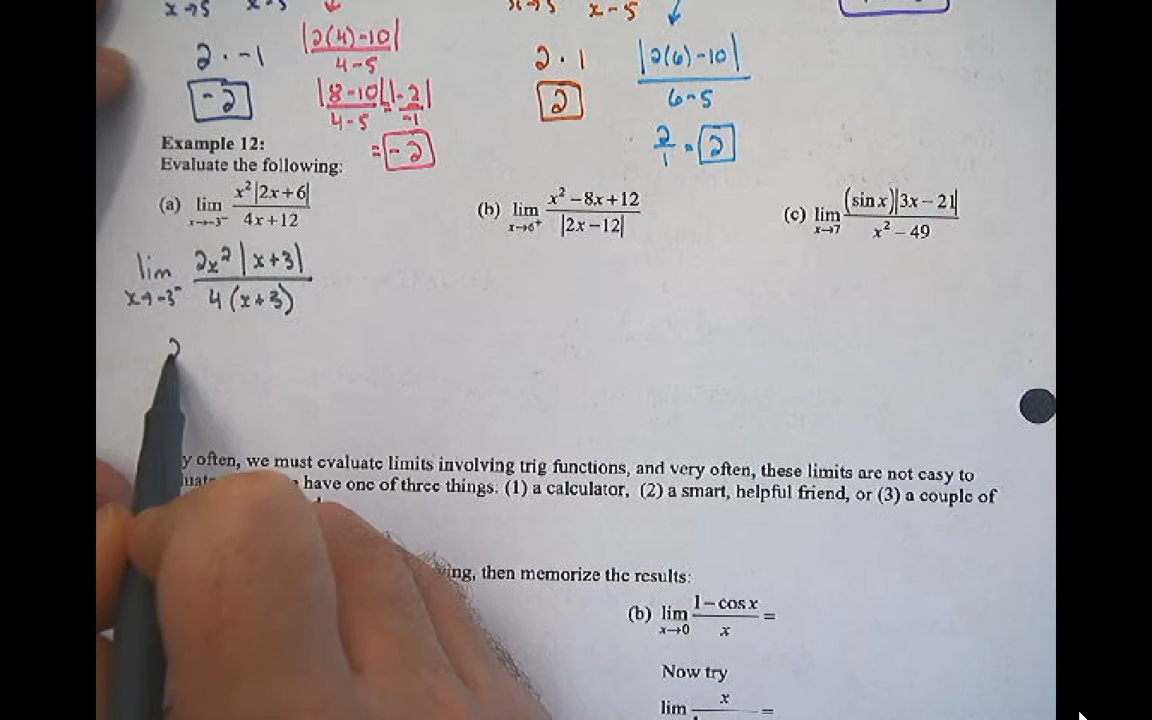 x→5
2 · -1
-2
|2(4)-10|
4-5
|8-10|
4-5
= |-2|
-1
= -2
x-5
2 · 1
2
|2(6)-10|
6-5
2/1 = 2
Example 12:
Evaluate the following:
(a) lim x→-3⁻ x²|2x+6| / 4x+12
(b) lim x→6⁺ x²-8x+12 / |2x-12|
(c) lim x→7 (sin x)|3x-21| / x²-49
lim x→-3⁻ 2x²|x+3| / 4(x+3)
2
y often, we must evaluate limits involving trig functions, and very often, these limits are not easy to
have one of three things: (1) a calculator, (2) a smart, helpful friend, or (3) a couple of
ing, then memorize the results:
(b) lim x→0 1-cos x / x =
Now try
lim x =